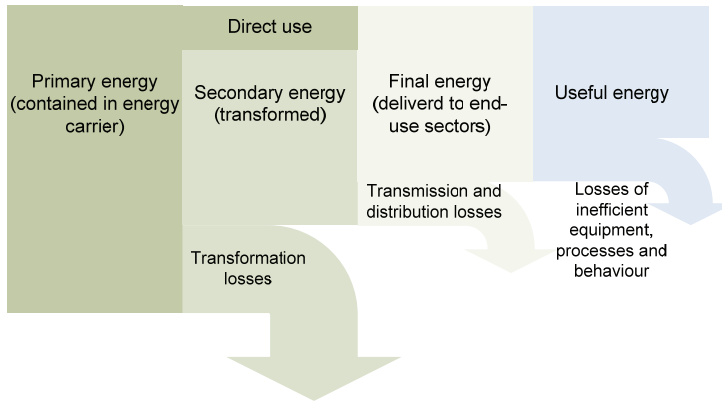 Direct use
Primary energy
(contained in energy
carrier)
Secondary energy
(transformed)
Final energy
(deliverd to end-
use sectors)
Useful energy
Transmission and
distribution losses
Losses of
inefficient
equipment,
processes and
behaviour
Transformation
losses